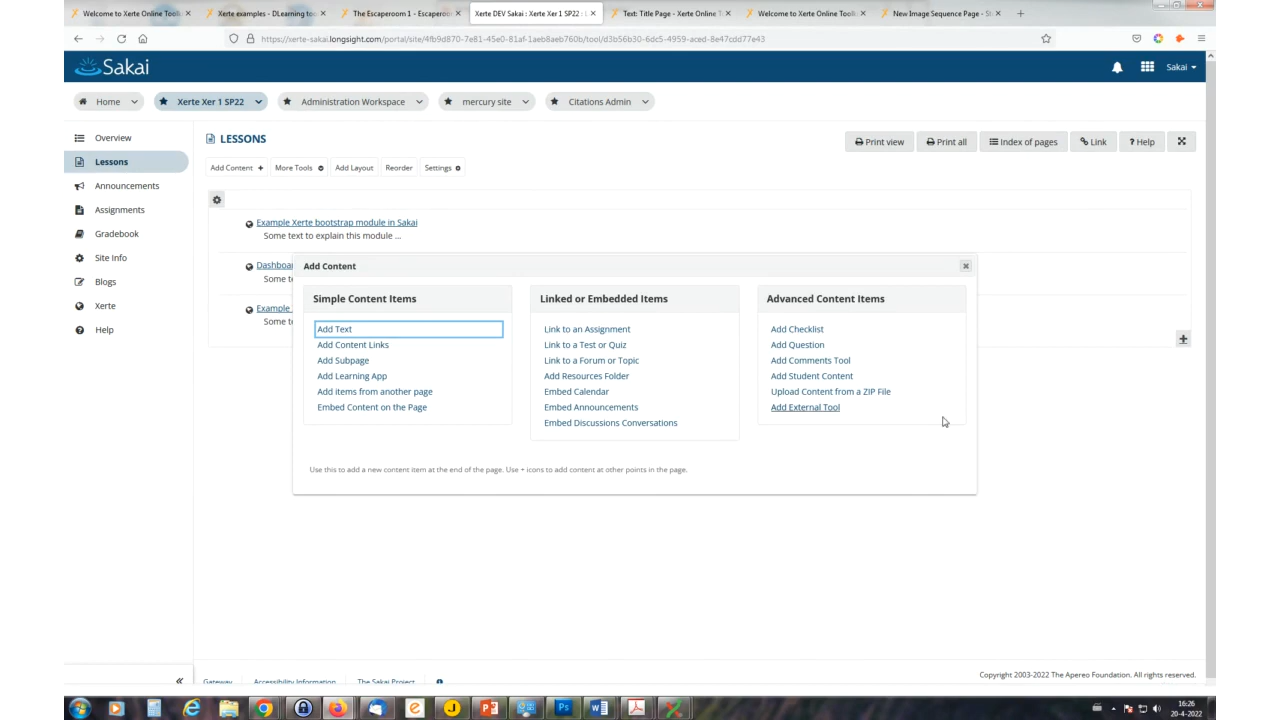 Welcome to Xerte Online Toolk
Xerte examples - DLearning to
The Escaperoom 1 - Escapero
Xerte DEV Sakai : Xerte Xer 1 SP22 : L
Text: Title Page - Xerte Online T
Welcome to Xerte Online Toolk
New Image Sequence Page - S
https://xerte-sakai.longsight.com/portal/site/4fb9d870-7e81-45e0-81af-1aeb8aeb760b/tool/d3b56b30-6dc5-4959-aced-8e47cdd77e43
Sakai
Sakai
Home
Xerte Xer 1 SP22
Administration Workspace
mercury site
Citations Admin
Overview
Lessons
Announcements
Assignments
Gradebook
Site Info
Blogs
Xerte
Help
LESSONS
Print view
Print all
Index of pages
Link
? Help
Add Content +
More Tools
Add Layout
Reorder
Settings
Example Xerte bootstrap module in Sakai
Some text to explain this module ...
Dashboa
Some t
Example
Some t
Add Content
Simple Content Items
Add Text
Add Content Links
Add Subpage
Add Learning App
Add items from another page
Embed Content on the Page
Linked or Embedded Items
Link to an Assignment
Link to a Test or Quiz
Link to a Forum or Topic
Add Resources Folder
Embed Calendar
Embed Announcements
Embed Discussions Conversations
Advanced Content Items
Add Checklist
Add Question
Add Comments Tool
Add Student Content
Upload Content from a ZIP File
Add External Tool
Use this to add a new content item at the end of the page. Use + icons to add content at other points in the page.
Gateway
Accessibility Information
The Sakai Project
Copyright 2003-2022 The Apereo Foundation. All rights reserved.
16:26
20-4-2022